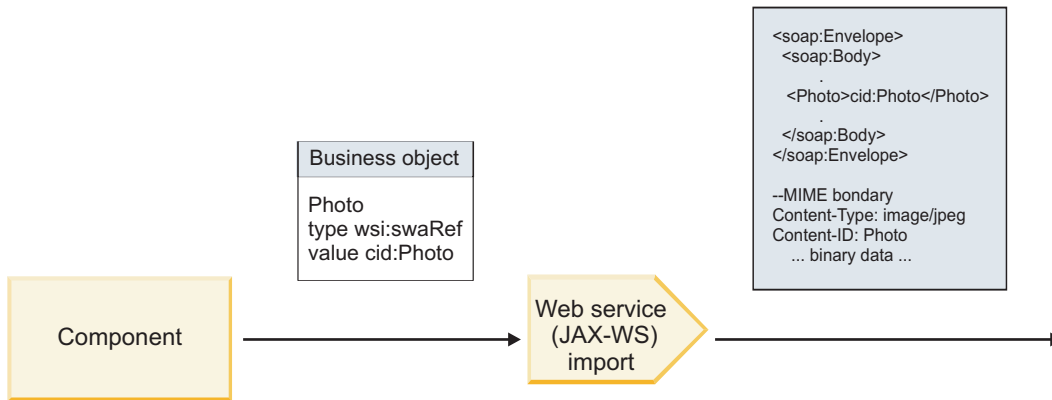 <soap:Envelope>
<soap:Body>
.
<Photo>cid:Photo</Photo>
.
</soap:Body>
</soap:Envelope>
--MIME bondary
Content-Type: image/jpeg
Content-ID: Photo
... binary data ...
Business object
Photo
type wsi:swaRef
value cid:Photo
Component
Web service
(JAX-WS)
import